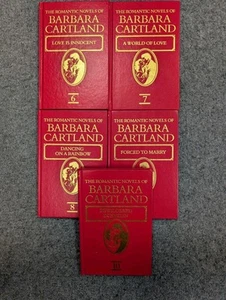 THE ROMANTIC NOVELS OF
BARBARA
CARTLAND
LOVE IS INNOCENT
6
THE ROMANTIC NOVELS OF
BARBARA
CARTLAND
A WORLD OF LOVE
7
THE ROMANTIC NOVELS OF
BARBARA
CARTLAND
DANCING
ON A RAINBOW
8
THE ROMANTIC NOVELS OF
BARBARA
CARTLAND
FORCED TO MARRY
THE ROMANTIC NOVELS OF
BARBARA
CARTLAND